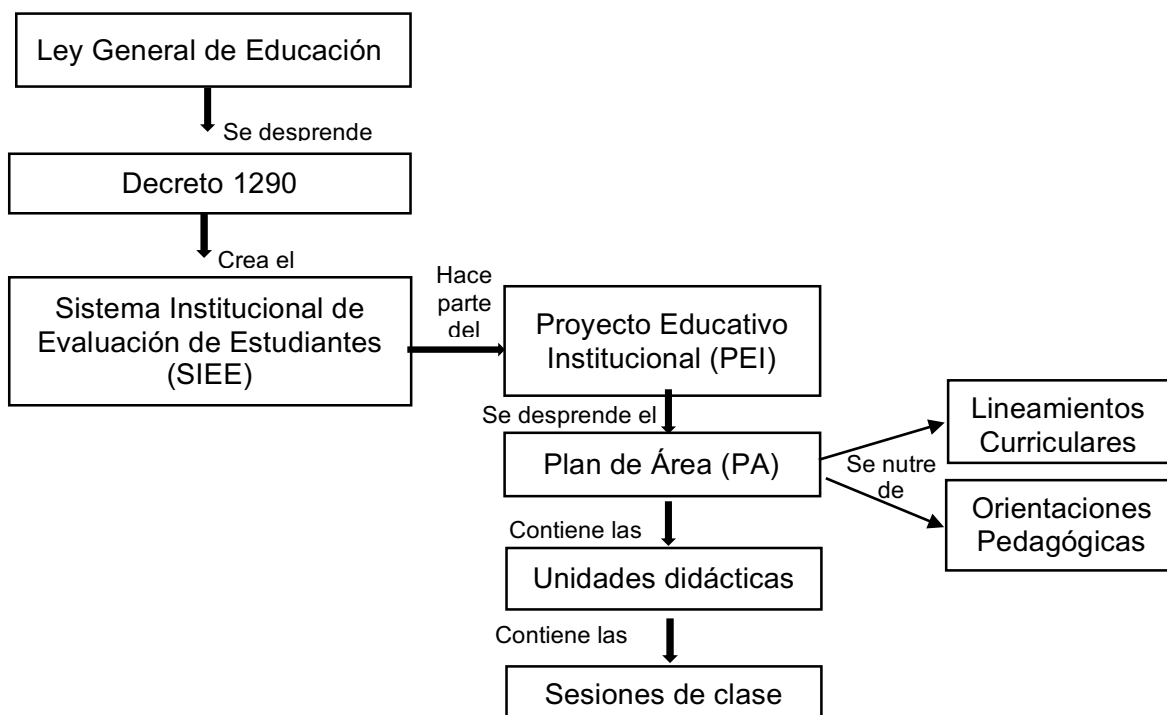 Ley General de Educación
Se desprende
Decreto 1290
Crea el
Sistema Institucional de
Evaluación de Estudiantes
(SIEE)
Hace
parte
del
Proyecto Educativo
Institucional (PEI)
Se desprende el
Plan de Área (PA)
Se nutre
de
Lineamientos
Curriculares
Orientaciones
Pedagógicas
Contiene las
Unidades didácticas
Contiene las
Sesiones de clase